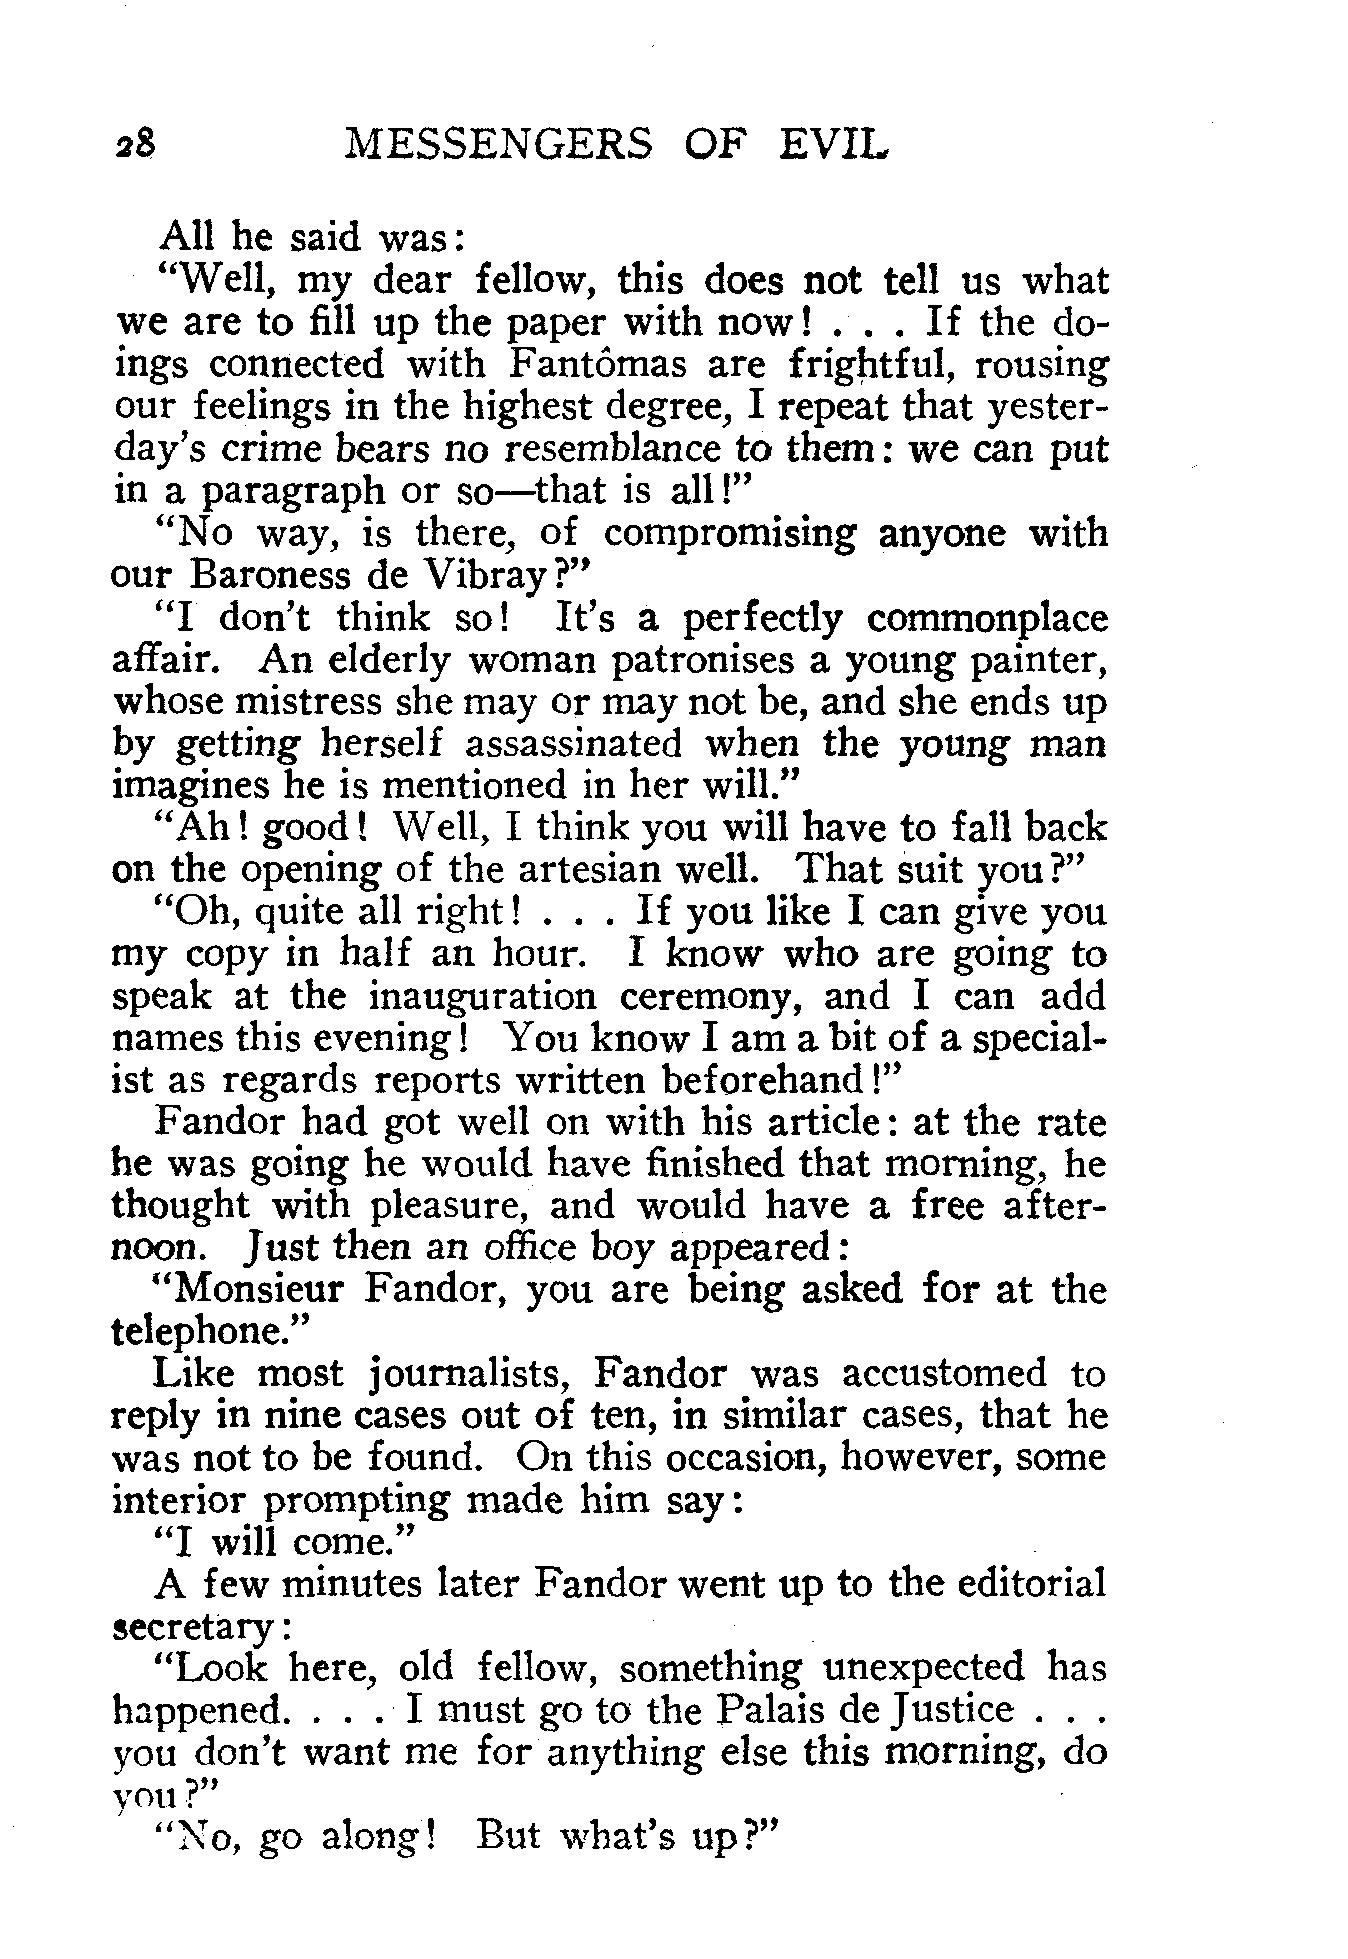 28 MESSENGERS OF EVIL
All he said was:
“Well, my dear fellow, this does not tell us what
we are to fill up the paper with now! . . . If the do-
ings connected with Fantômas are frightful, rousing
our feelings in the highest degree, I repeat that yester-
day’s crime bears no resemblance to them: we can put
in a paragraph or so—that is all!”
“No way, is there, of compromising anyone with
our Baroness de Vibray?”
“I don’t think so! It’s a perfectly commonplace
affair. An elderly woman patronises a young painter,
whose mistress she may or may not be, and she ends up
by getting herself assassinated when the young man
imagines he is mentioned in her will.”
“Ah! good! Well, I think you will have to fall back
on the opening of the artesian well. That suit you?”
“Oh, quite all right! . . . If you like I can give you
my copy in half an hour. I know who are going to
speak at the inauguration ceremony, and I can add
names this evening! You know I am a bit of a special-
ist as regards reports written beforehand!”
Fandor had got well on with his article: at the rate
he was going he would have finished that morning, he
thought with pleasure, and would have a free after-
noon. Just then an office boy appeared:
“Monsieur Fandor, you are being asked for at the
telephone.”
Like most journalists, Fandor was accustomed to
reply in nine cases out of ten, in similar cases, that he
was not to be found. On this occasion, however, some
interior prompting made him say:
“I will come.”
A few minutes later Fandor went up to the editorial
secretary:
“Look here, old fellow, something unexpected has
happened. . . . I must go to the Palais de Justice . . .
you don’t want me for anything else this morning, do
you?”
“No, go along! But what’s up?”